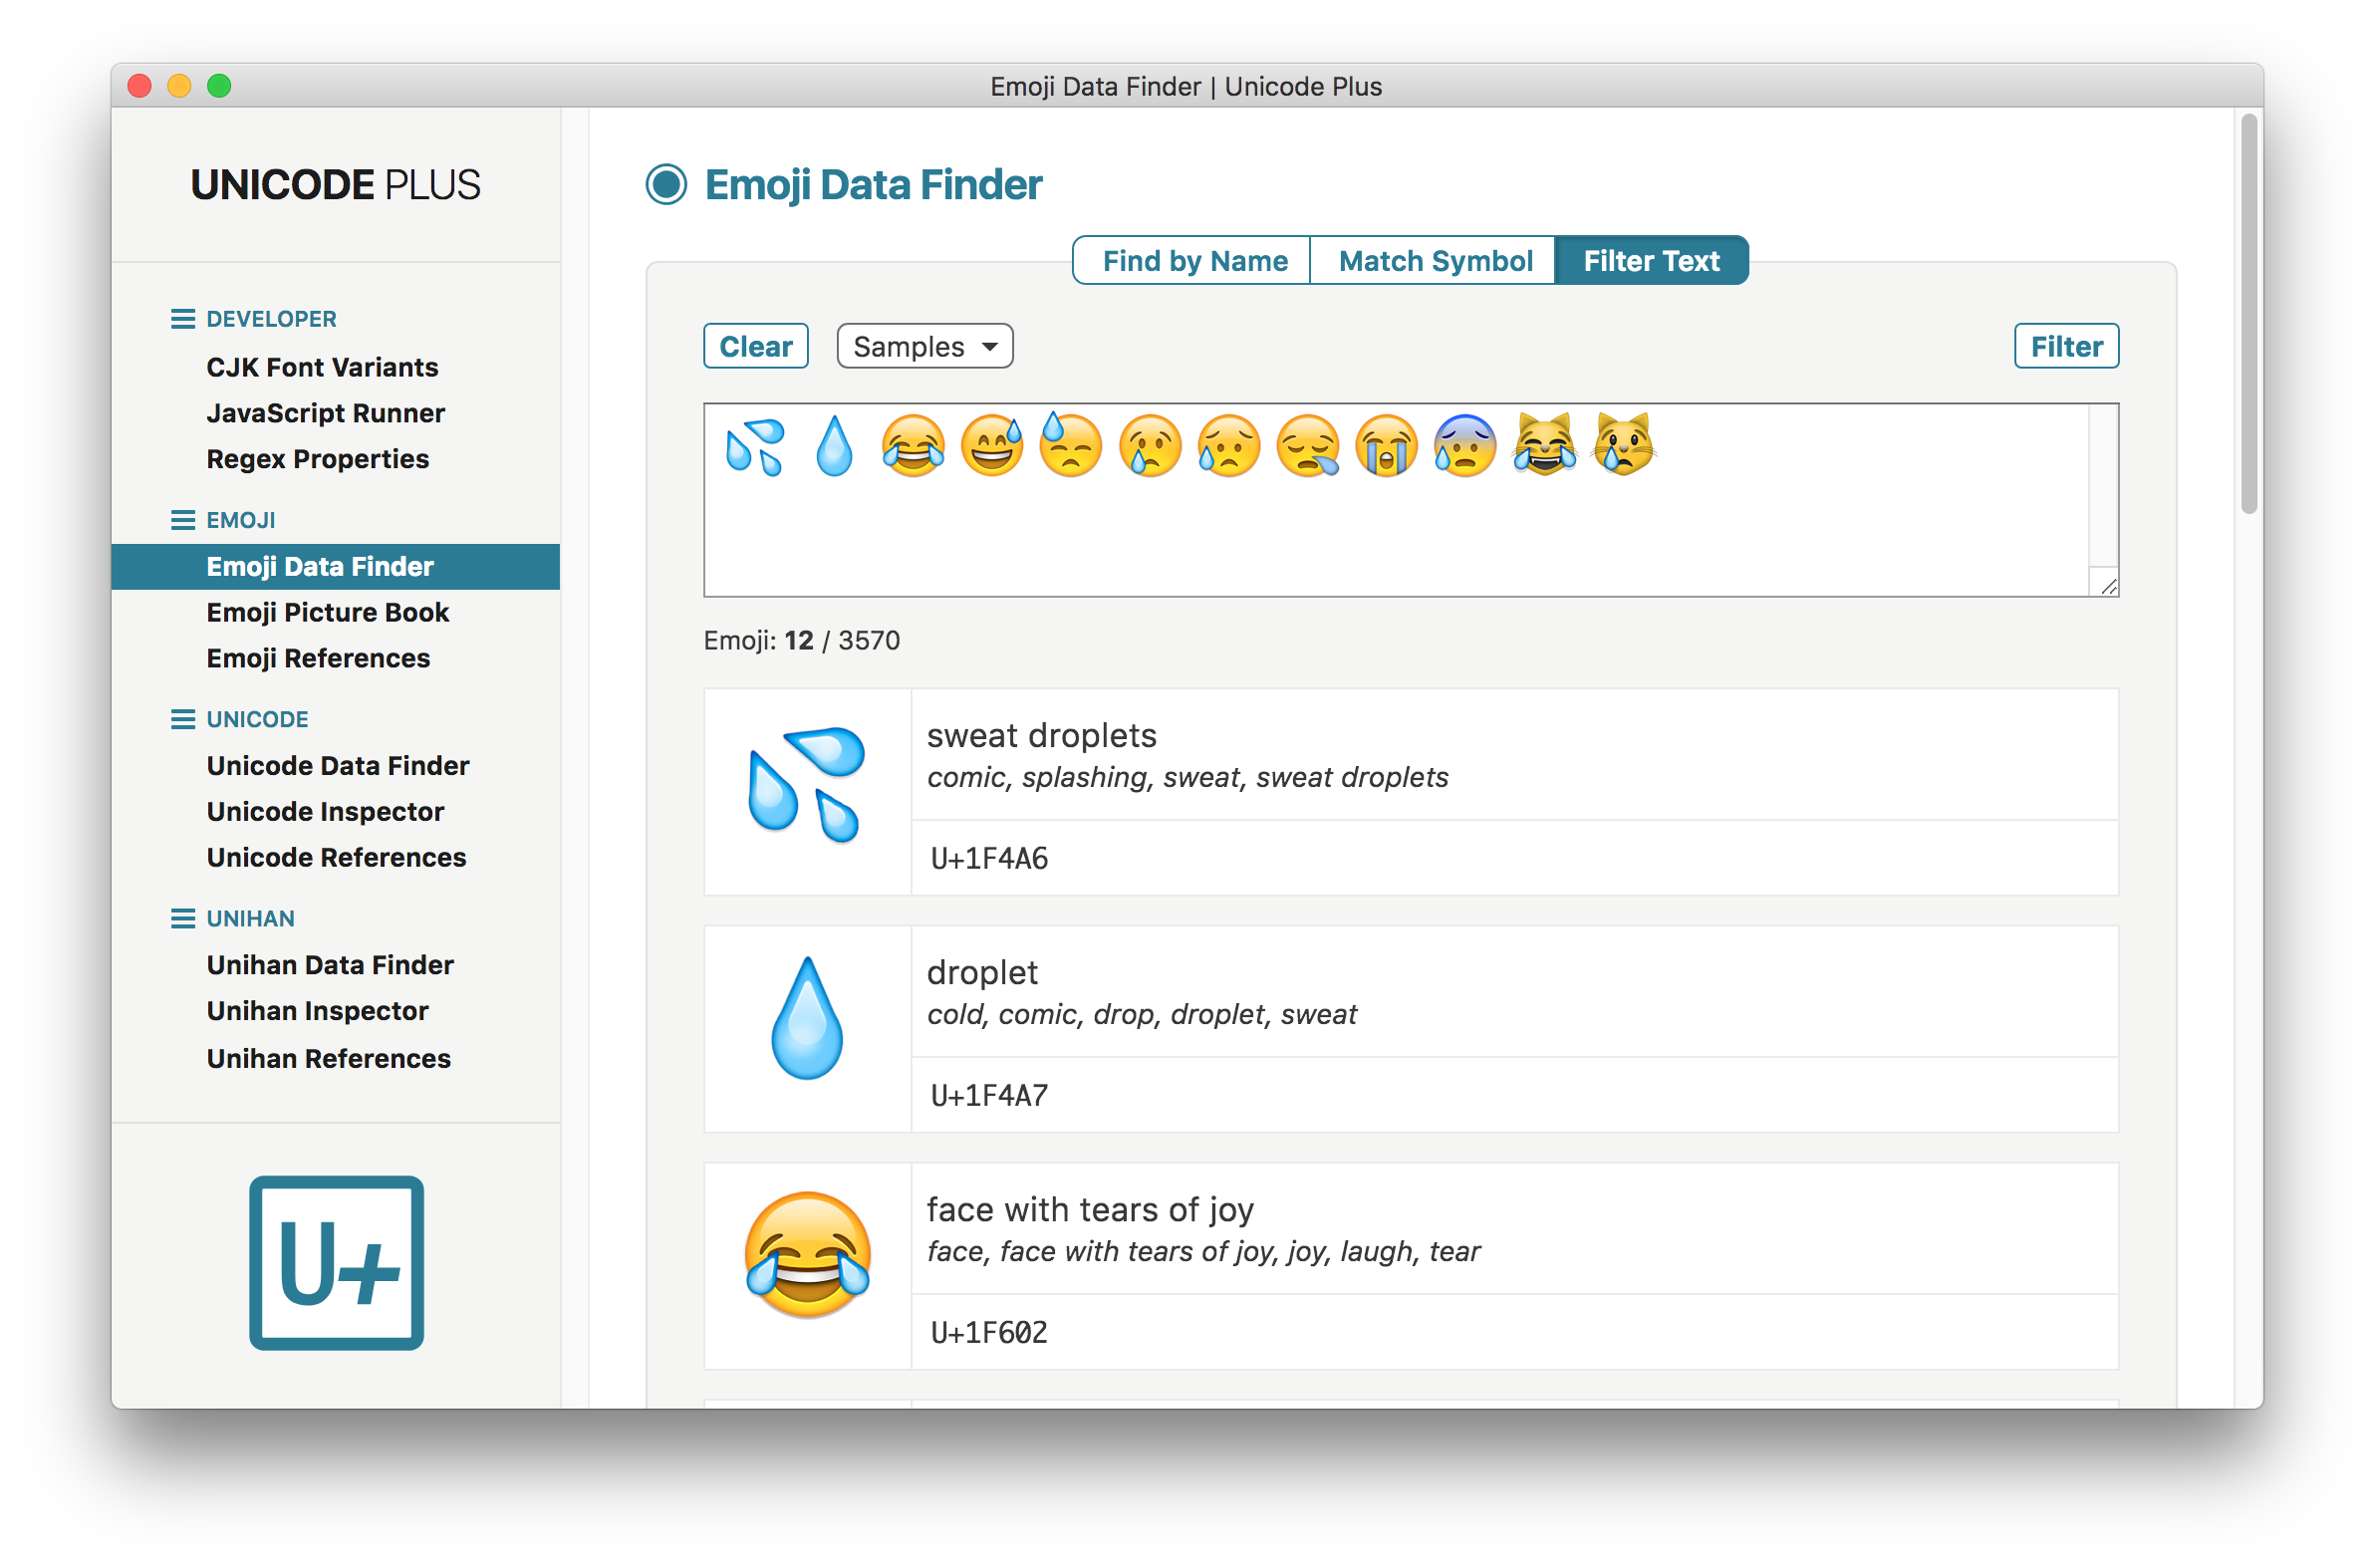 Emoji Data Finder | Unicode Plus
UNICODE PLUS
DEVELOPER
CJK Font Variants
JavaScript Runner
Regex Properties
EMOJI
Emoji Data Finder
Emoji Picture Book
Emoji References
UNICODE
Unicode Data Finder
Unicode Inspector
Unicode References
UNIHAN
Unihan Data Finder
Unihan Inspector
Unihan References
U+
Emoji Data Finder
Find by Name Match Symbol Filter Text
Clear Samples Filter
💦 💧 😂 😅 😓 😢 😥 😪 😭 😰 😹 😿
Emoji: 12 / 3570
sweat droplets
comic, splashing, sweat, sweat droplets
U+1F4A6
droplet
cold, comic, drop, droplet, sweat
U+1F4A7
face with tears of joy
face, face with tears of joy, joy, laugh, tear
U+1F602